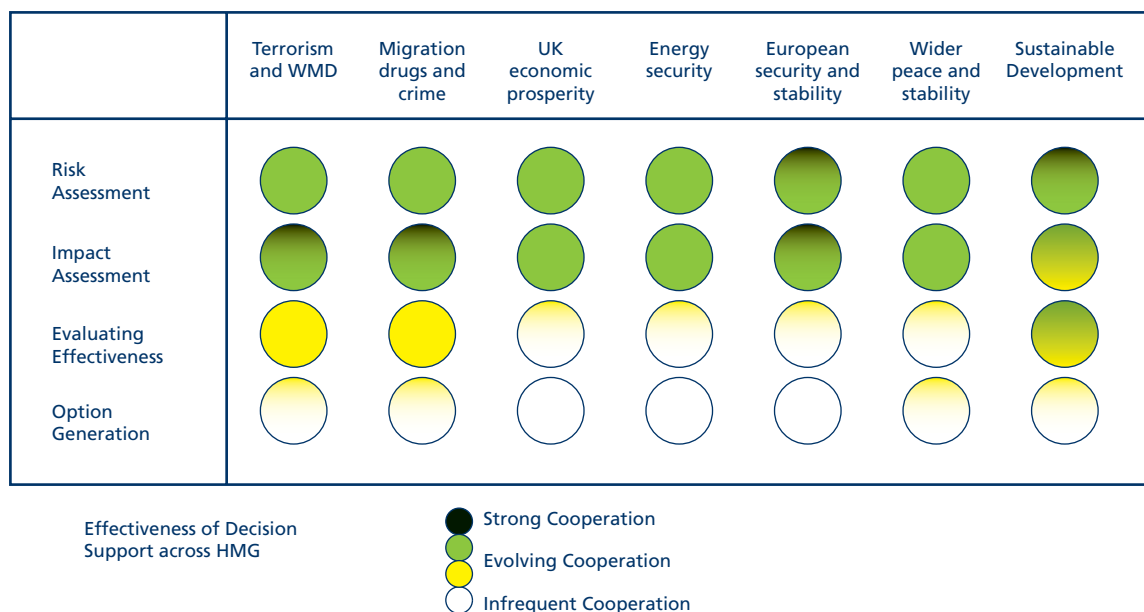 Terrorism
and WMD
Migration
drugs and
crime
UK
economic
prosperity
Energy
security
European
security and
stability
Wider
peace and
stability
Sustainable
Development
Risk
Assessment
Impact
Assessment
Evaluating
Effectiveness
Option
Generation
Effectiveness of Decision
Support across HMG
Strong Cooperation
Evolving Cooperation
Infrequent Cooperation